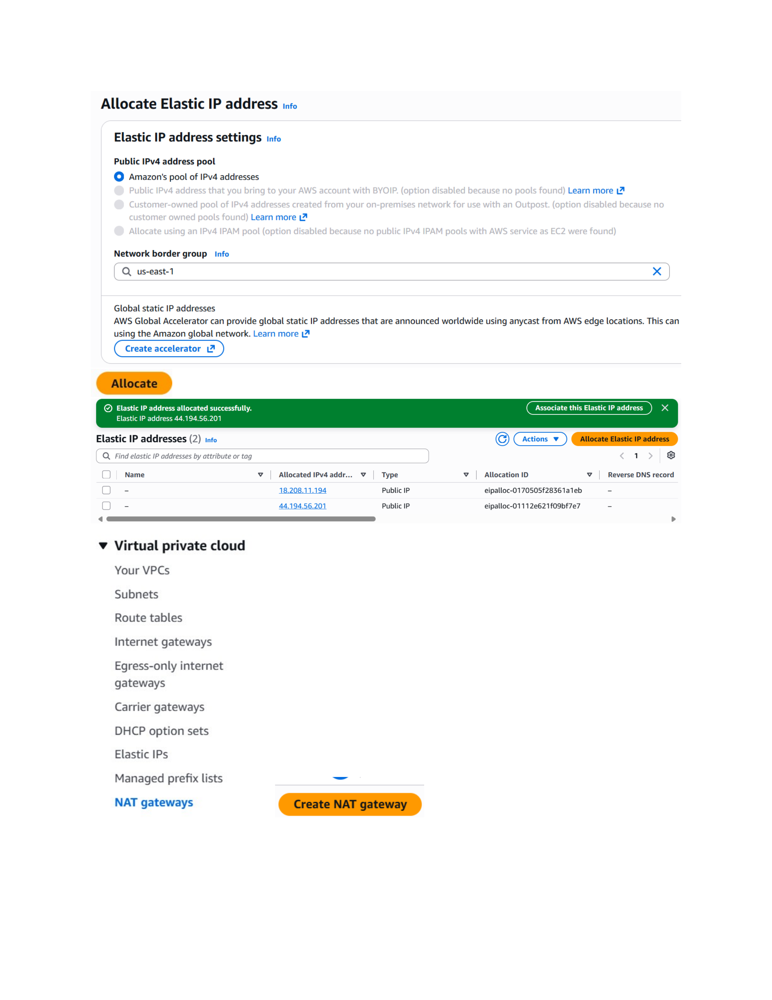 Allocate Elastic IP address Info
Elastic IP address settings Info
Public IPv4 address pool
Amazon's pool of IPv4 addresses
Public IPv4 address that you bring to your AWS account with BYOIP. (option disabled because no pools found) Learn more
Customer-owned pool of IPv4 addresses created from your on-premises network for use with an Outpost. (option disabled because no
customer owned pools found) Learn more
Allocate using an IPv4 IPAM pool (option disabled because no public IPv4 IPAM pools with AWS service as EC2 were found)
Network border group Info
us-east-1
Global static IP addresses
AWS Global Accelerator can provide global static IP addresses that are announced worldwide using anycast from AWS edge locations. This can
using the Amazon global network. Learn more
Create accelerator
Allocate
Elastic IP address allocated successfully.
Elastic IP address 44.194.56.201
Associate this Elastic IP address
Elastic IP addresses (2) Info
Actions
Allocate Elastic IP address
Find elastic IP addresses by attribute or tag
1
Name Allocated IPv4 addr... Type Allocation ID Reverse DNS record
– 18.208.11.194 Public IP eipalloc-0170505f28361a1eb –
– 44.194.56.201 Public IP eipalloc-01112e621f09bf7e7 –
Virtual private cloud
Your VPCs
Subnets
Route tables
Internet gateways
Egress-only internet
gateways
Carrier gateways
DHCP option sets
Elastic IPs
Managed prefix lists
NAT gateways
Create NAT gateway